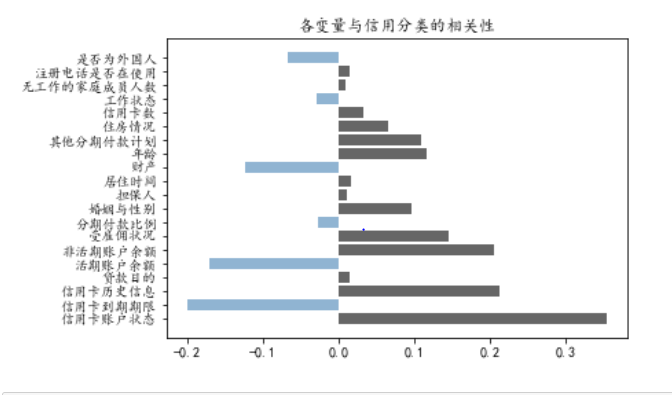 各变量与信用分类的相关性
是否为外国人
注册电话是否在使用
无工作的家庭成员人数
工作状态
信用卡数
住房情况
其他分期付款计划
年龄
财产
居住时间
担保人
婚姻与性别
分期付款比例
受雇佣状况
非活期账户余额
活期账户余额
贷款目的
信用卡历史信息
信用卡到期期限
信用卡账户状态
-0.2 -0.1 0.0 0.1 0.2 0.3